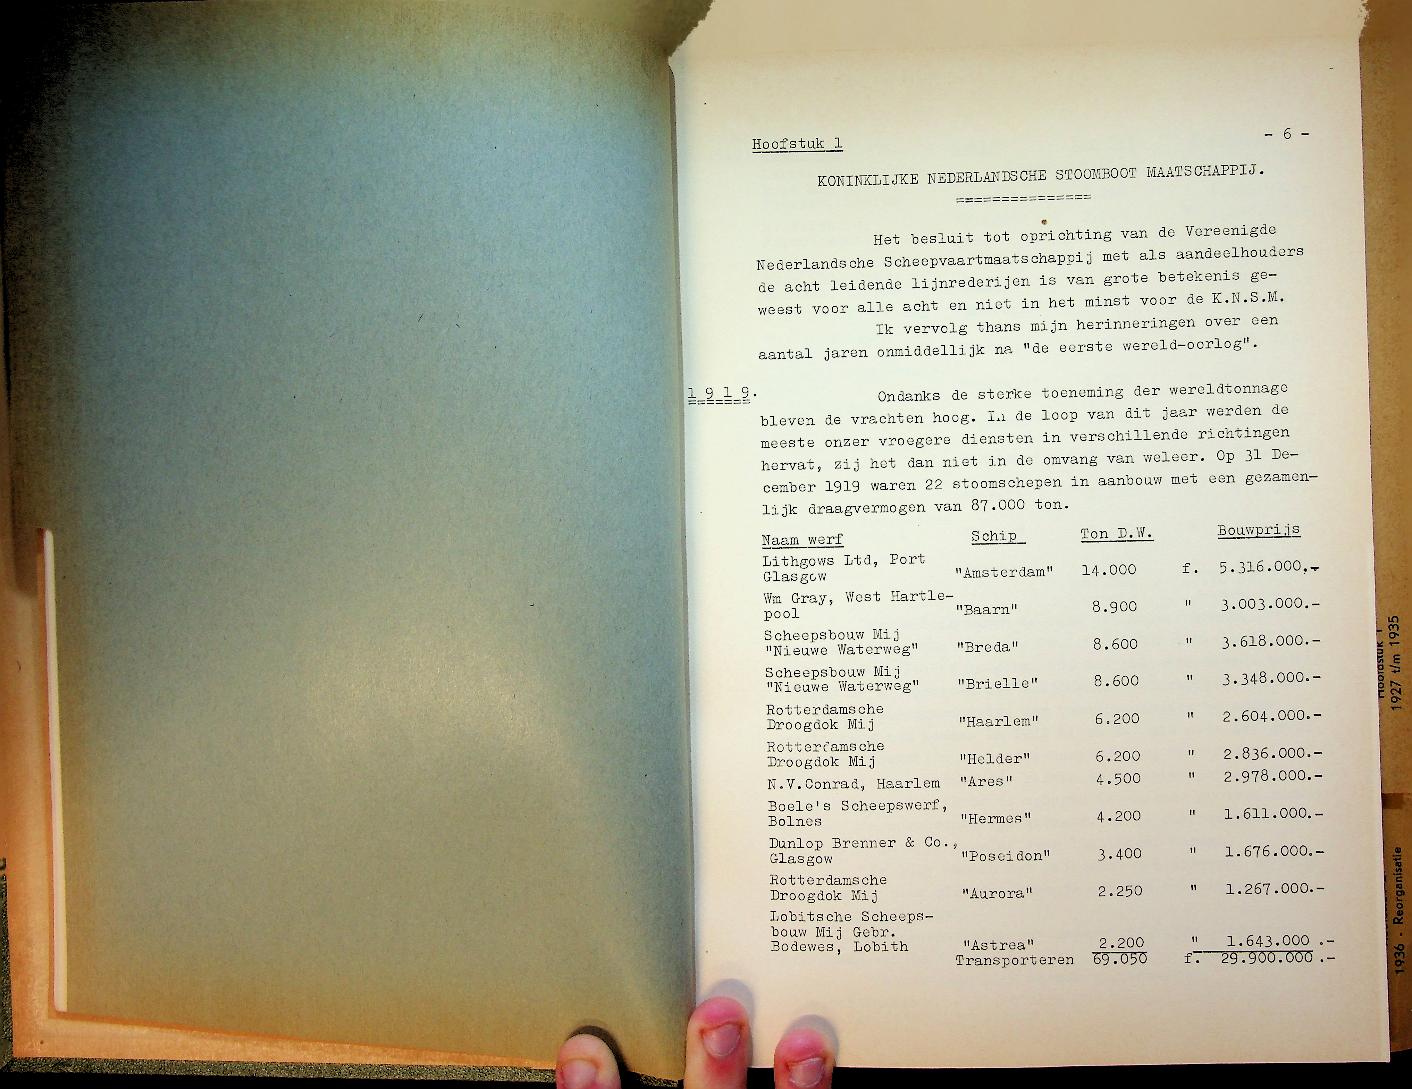 Hoofstuk 1
- 6 -
KONINKLIJKE NEDERLANDSCHE STOOMBOOT MAATSCHAPPIJ.
===============
Het besluit tot oprichting van de Vereenigde
Nederlandsche Scheepvaartmaatschappij met als aandeelhouders
de acht leidende lijnrederijen is van grote betekenis ge-
weest voor alle acht en niet in het minst voor de K.N.S.M.
Ik vervolg thans mijn herinneringen over een
aantal jaren onmiddellijk na "de eerste wereld-oorlog".
1 9 1 9. Ondanks de sterke toeneming der wereldtonnage
bleven de vrachten hoog. In de loop van dit jaar werden de
meeste onzer vroegere diensten in verschillende richtingen
hervat, zij het dan niet in de omvang van weleer. Op 31 De-
cember 1919 waren 22 stoomschepen in aanbouw met een gezamen-
lijk draagvermogen van 87.000 ton.
Naam werf Schip Ton D.W. Bouwprijs
Lithgows Ltd, Port
Glasgow "Amsterdam" 14.000 f. 5.316.000,-
Wm Gray, West Hartle-
pool "Baarn" 8.900 " 3.003.000.-
Scheepsbouw Mij
"Nieuwe Waterweg" "Breda" 8.600 " 3.618.000.-
Scheepsbouw Mij
"Nieuwe Waterweg" "Brielle" 8.600 " 3.348.000.-
Rotterdamsche
Droogdok Mij "Haarlem" 6.200 " 2.604.000.-
Rotterdamsche
Droogdok Mij "Helder" 6.200 " 2.836.000.-
N.V.Conrad, Haarlem "Ares" 4.500 " 2.978.000.-
Boele's Scheepswerf,
Bolnes "Hermes" 4.200 " 1.611.000.-
Dunlop Brenner & Co.,
Glasgow "Poseidon" 3.400 " 1.676.000.-
Rotterdamsche
Droogdok Mij "Aurora" 2.250 " 1.267.000.-
Lobitsche Scheeps-
bouw Mij Gebr.
Bodewes, Lobith "Astrea" 2.200 " 1.643.000 .-
Transporteren 69.050 f. 29.900.000 .-
Hoofdstuk 1
1927 t/m 1935
1936 - Reorganisatie